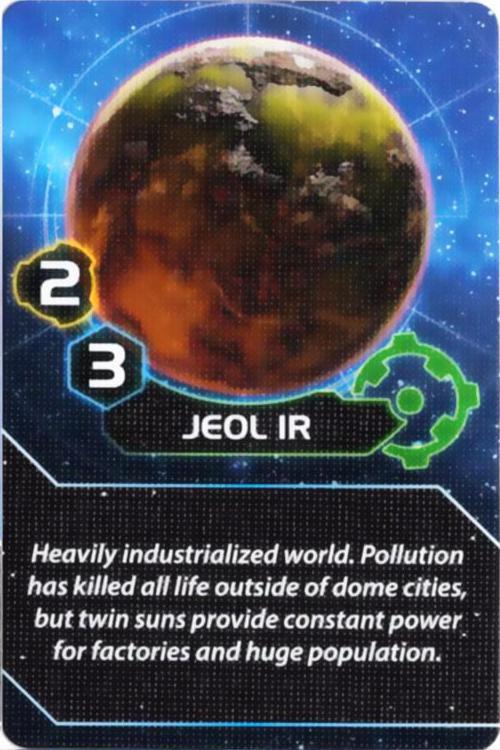 2
3
JEOL IR
Heavily industrialized world. Pollution
has killed all life outside of dome cities,
but twin suns provide constant power
for factories and huge population.